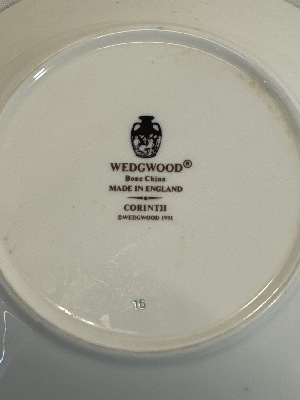 WEDGWOOD®
Bone China
MADE IN ENGLAND
CORINTH
©WEDGWOOD 1991
16